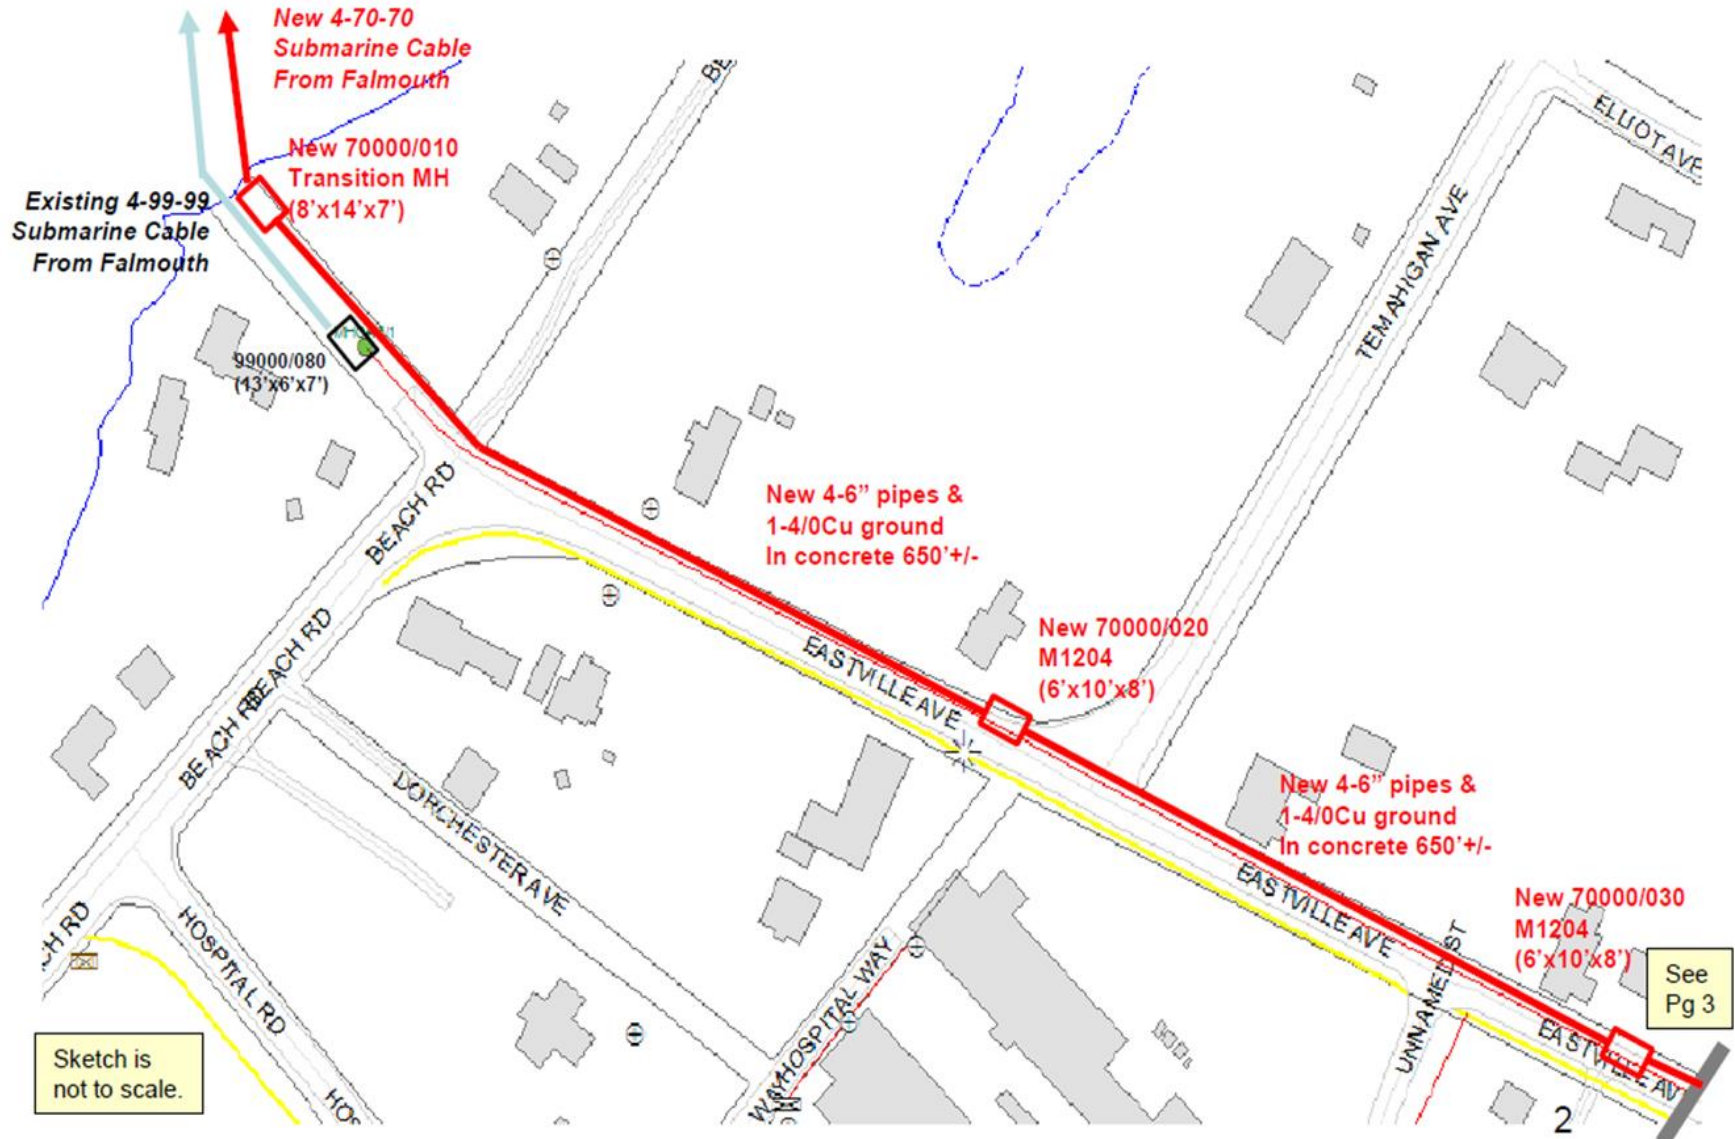 New 4-70-70
Submarine Cable
From Falmouth
New 70000/010
Transition MH
(8'x14'x7')
Existing 4-99-99
Submarine Cable
From Falmouth
99000/080
(13'x6'x7')
ELLIOT AVE
TEMAHIGAN AVE
BEACH RD
New 4-6” pipes &
1-4/0Cu ground
In concrete 650'+/-
New 70000/020
M1204
(6'x10'x8')
EASTVILLE AVE
BEACH RD
BEACH RD
DORCHESTER AVE
New 4-6” pipes &
1-4/0Cu ground
In concrete 650'+/-
EASTVILLE AVE
New 70000/030
M1204
(6'x10'x8')
See
Pg 3
CH RD
HOSPITAL RD
HOSPITAL WAY
WAY
UNNAMED ST
EASTVILLE AV
HOS
Sketch is
not to scale.
2